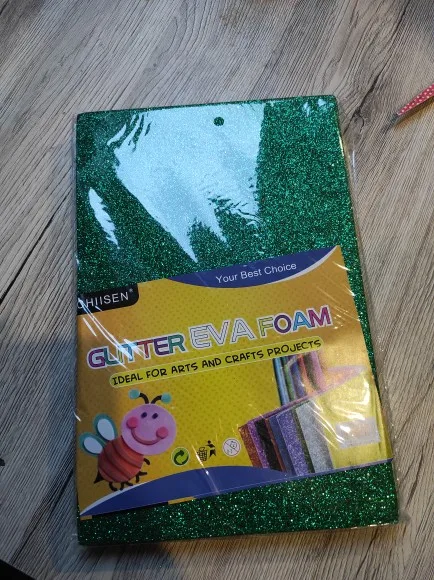 HIISEN®
Your Best Choice
GLITTER EVA FOAM
IDEAL FOR ARTS AND CRAFTS PROJECTS